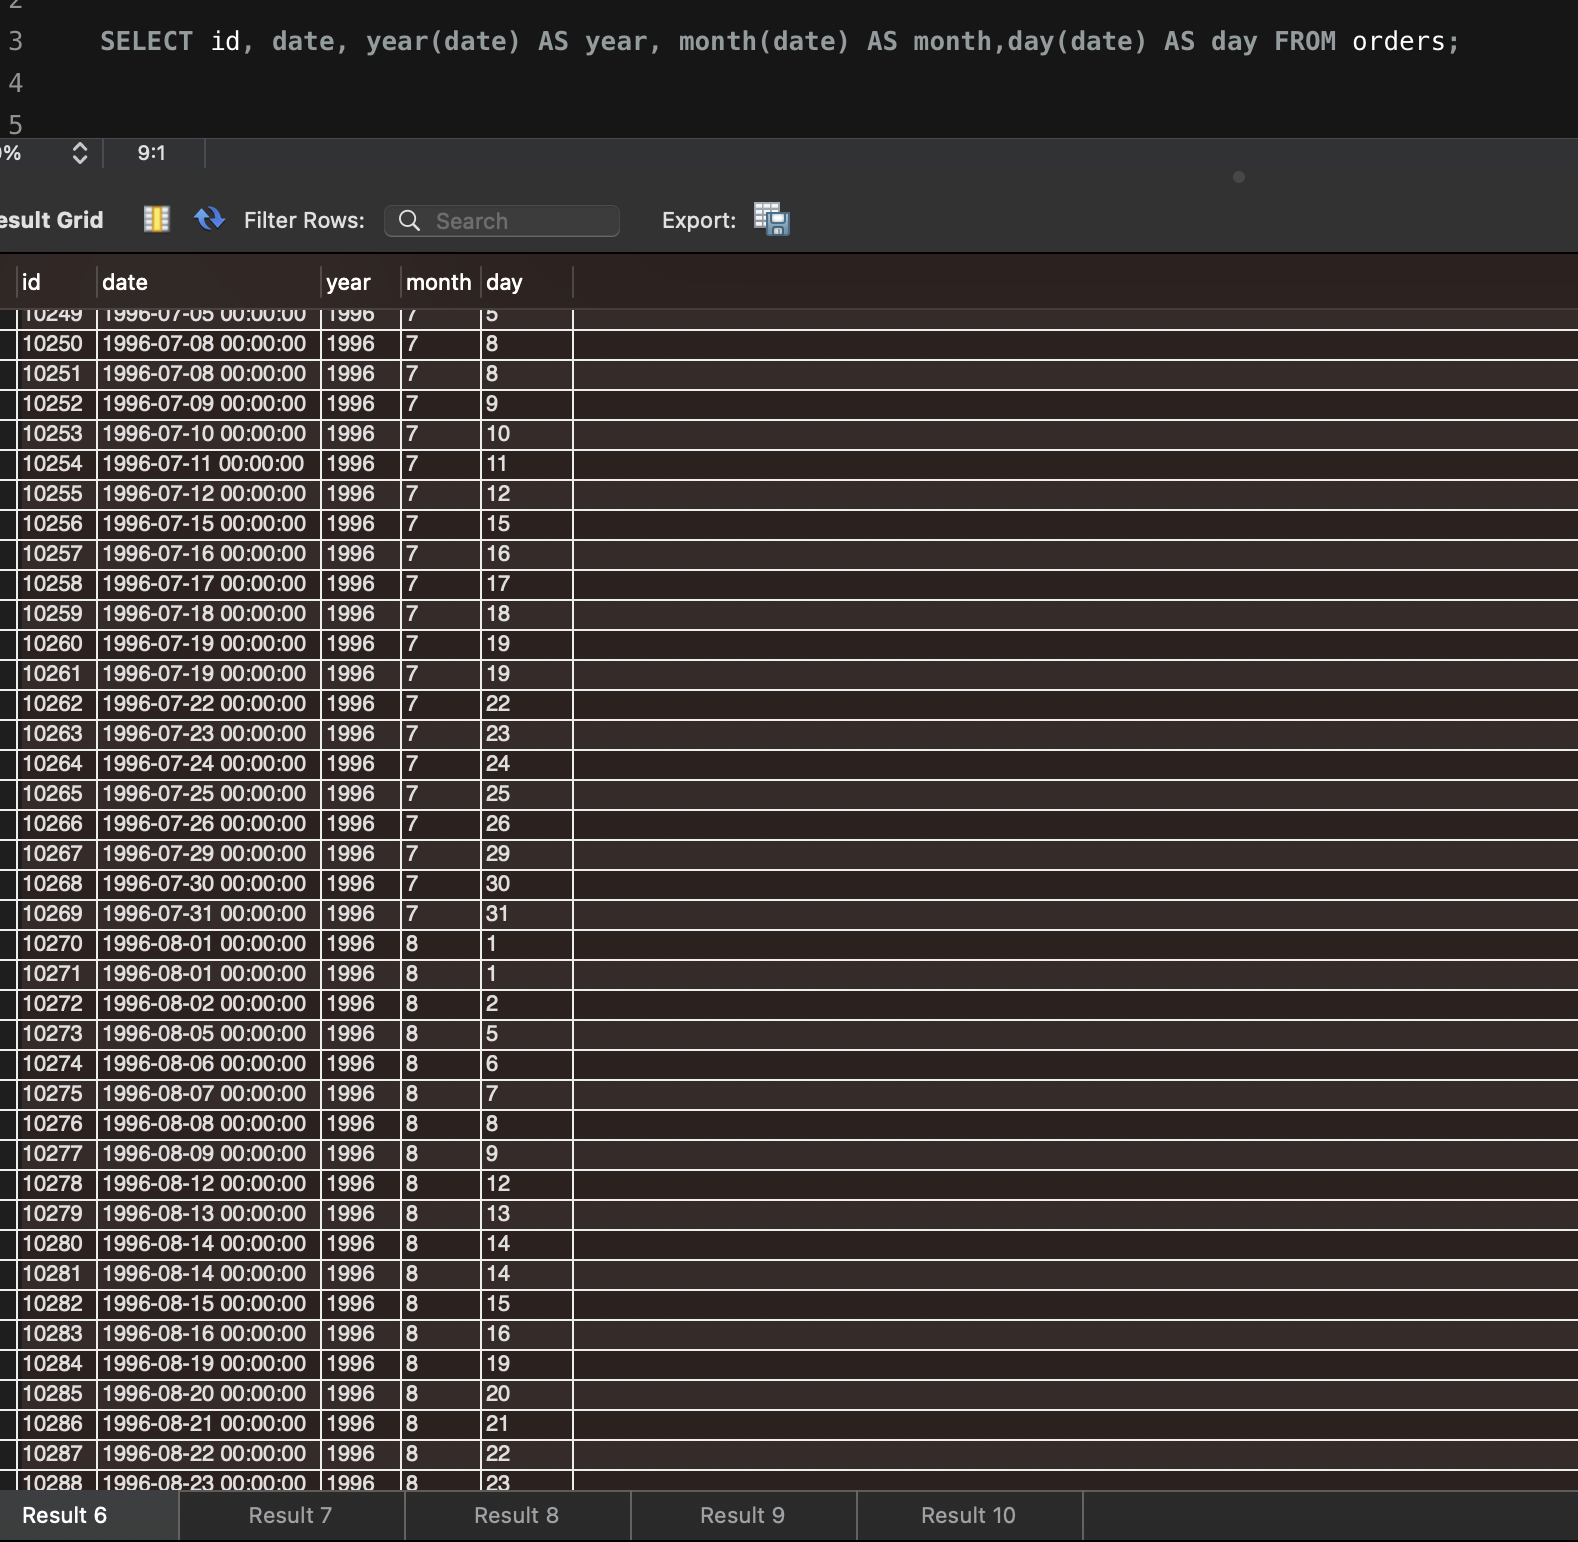 2
3 SELECT id, date, year(date) AS year, month(date) AS month,day(date) AS day FROM orders;
4
5
% 9:1
esult Grid Filter Rows: Search Export:
id date year month day
10249 1996-07-05 00:00:00 1996 7 5
10250 1996-07-08 00:00:00 1996 7 8
10251 1996-07-08 00:00:00 1996 7 8
10252 1996-07-09 00:00:00 1996 7 9
10253 1996-07-10 00:00:00 1996 7 10
10254 1996-07-11 00:00:00 1996 7 11
10255 1996-07-12 00:00:00 1996 7 12
10256 1996-07-15 00:00:00 1996 7 15
10257 1996-07-16 00:00:00 1996 7 16
10258 1996-07-17 00:00:00 1996 7 17
10259 1996-07-18 00:00:00 1996 7 18
10260 1996-07-19 00:00:00 1996 7 19
10261 1996-07-19 00:00:00 1996 7 19
10262 1996-07-22 00:00:00 1996 7 22
10263 1996-07-23 00:00:00 1996 7 23
10264 1996-07-24 00:00:00 1996 7 24
10265 1996-07-25 00:00:00 1996 7 25
10266 1996-07-26 00:00:00 1996 7 26
10267 1996-07-29 00:00:00 1996 7 29
10268 1996-07-30 00:00:00 1996 7 30
10269 1996-07-31 00:00:00 1996 7 31
10270 1996-08-01 00:00:00 1996 8 1
10271 1996-08-01 00:00:00 1996 8 1
10272 1996-08-02 00:00:00 1996 8 2
10273 1996-08-05 00:00:00 1996 8 5
10274 1996-08-06 00:00:00 1996 8 6
10275 1996-08-07 00:00:00 1996 8 7
10276 1996-08-08 00:00:00 1996 8 8
10277 1996-08-09 00:00:00 1996 8 9
10278 1996-08-12 00:00:00 1996 8 12
10279 1996-08-13 00:00:00 1996 8 13
10280 1996-08-14 00:00:00 1996 8 14
10281 1996-08-14 00:00:00 1996 8 14
10282 1996-08-15 00:00:00 1996 8 15
10283 1996-08-16 00:00:00 1996 8 16
10284 1996-08-19 00:00:00 1996 8 19
10285 1996-08-20 00:00:00 1996 8 20
10286 1996-08-21 00:00:00 1996 8 21
10287 1996-08-22 00:00:00 1996 8 22
10288 1996-08-23 00:00:00 1996 8 23
Result 6 Result 7 Result 8 Result 9 Result 10